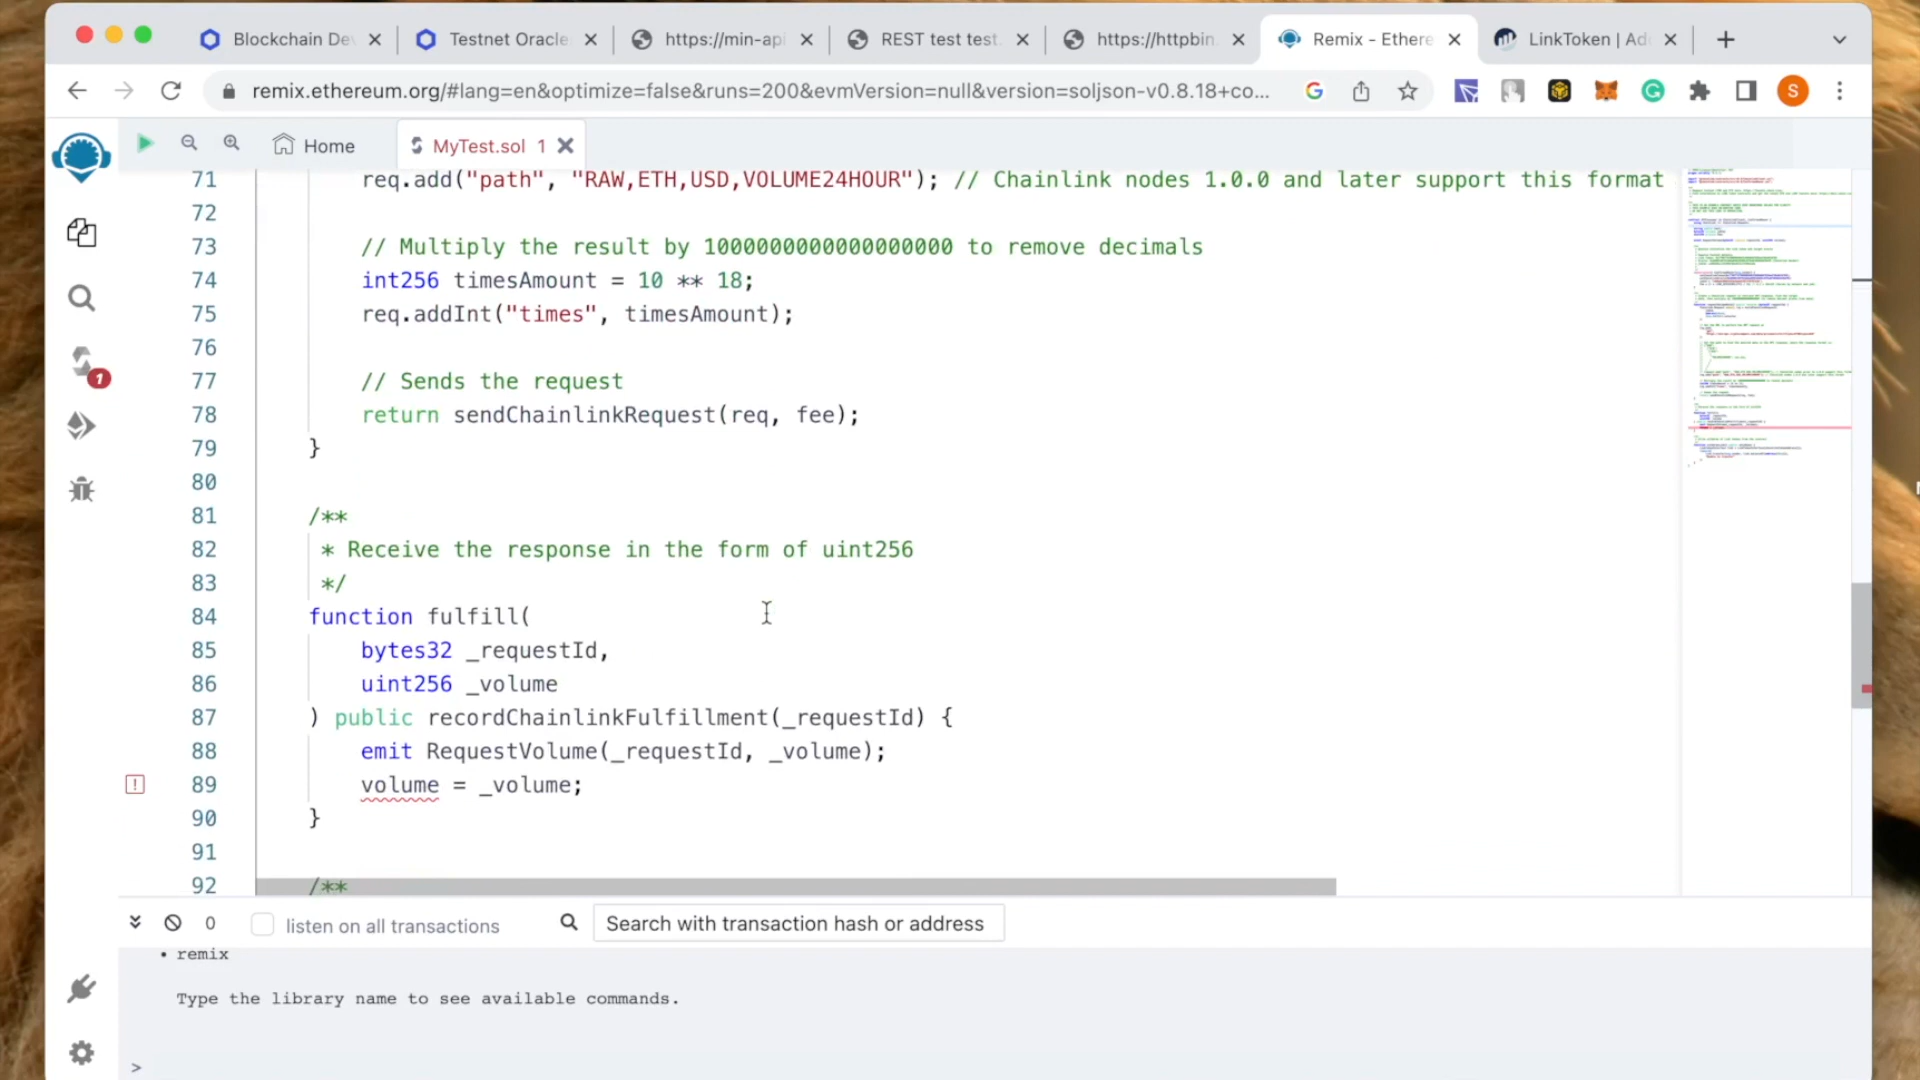 Blockchain De
Testnet Oracle
https://min-api
REST test test
https://httpbin
Remix - Ethere
LinkToken | Ad
remix.ethereum.org/#lang=en&optimize=false&runs=200&evmVersion=null&version=soljson-v0.8.18+co...
G
S
Home
MyTest.sol 1
71 req.add("path", "RAW,ETH,USD,VOLUME24HOUR"); // Chainlink nodes 1.0.0 and later support this format
72
73 // Multiply the result by 1000000000000000000 to remove decimals
74 int256 timesAmount = 10 ** 18;
75 req.addInt("times", timesAmount);
76
77 // Sends the request
78 return sendChainlinkRequest(req, fee);
79 }
80
81 /**
82 * Receive the response in the form of uint256
83 */
84 function fulfill(
85 bytes32 _requestId,
86 uint256 _volume
87 ) public recordChainlinkFulfillment(_requestId) {
88 emit RequestVolume(_requestId, _volume);
89 volume = _volume;
90 }
91
92 /**
1
0
listen on all transactions
Search with transaction hash or address
• remix
Type the library name to see available commands.
>